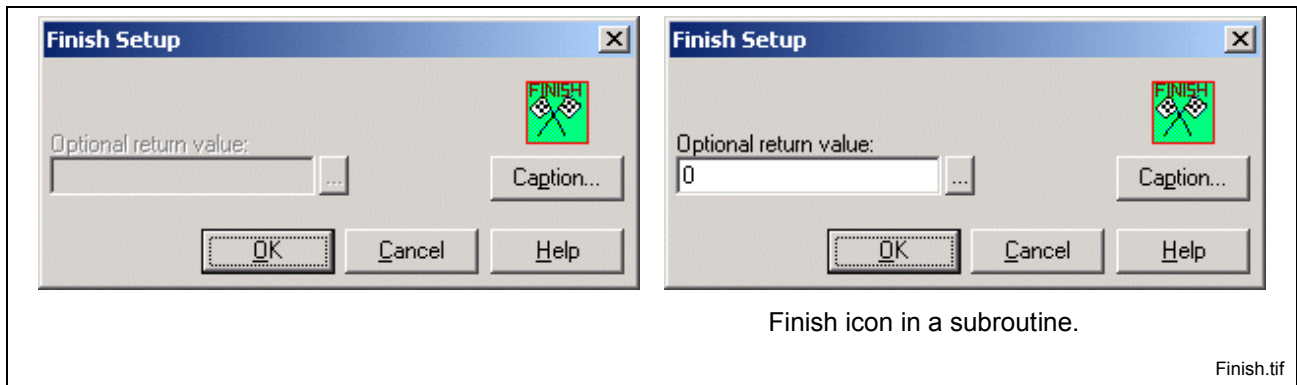 Finish Setup
FINISH
Optional return value:
...
Caption...
OK
Cancel
Help
Finish Setup
FINISH
Optional return value:
0
...
Caption...
OK
Cancel
Help
Finish icon in a subroutine.
Finish.tif